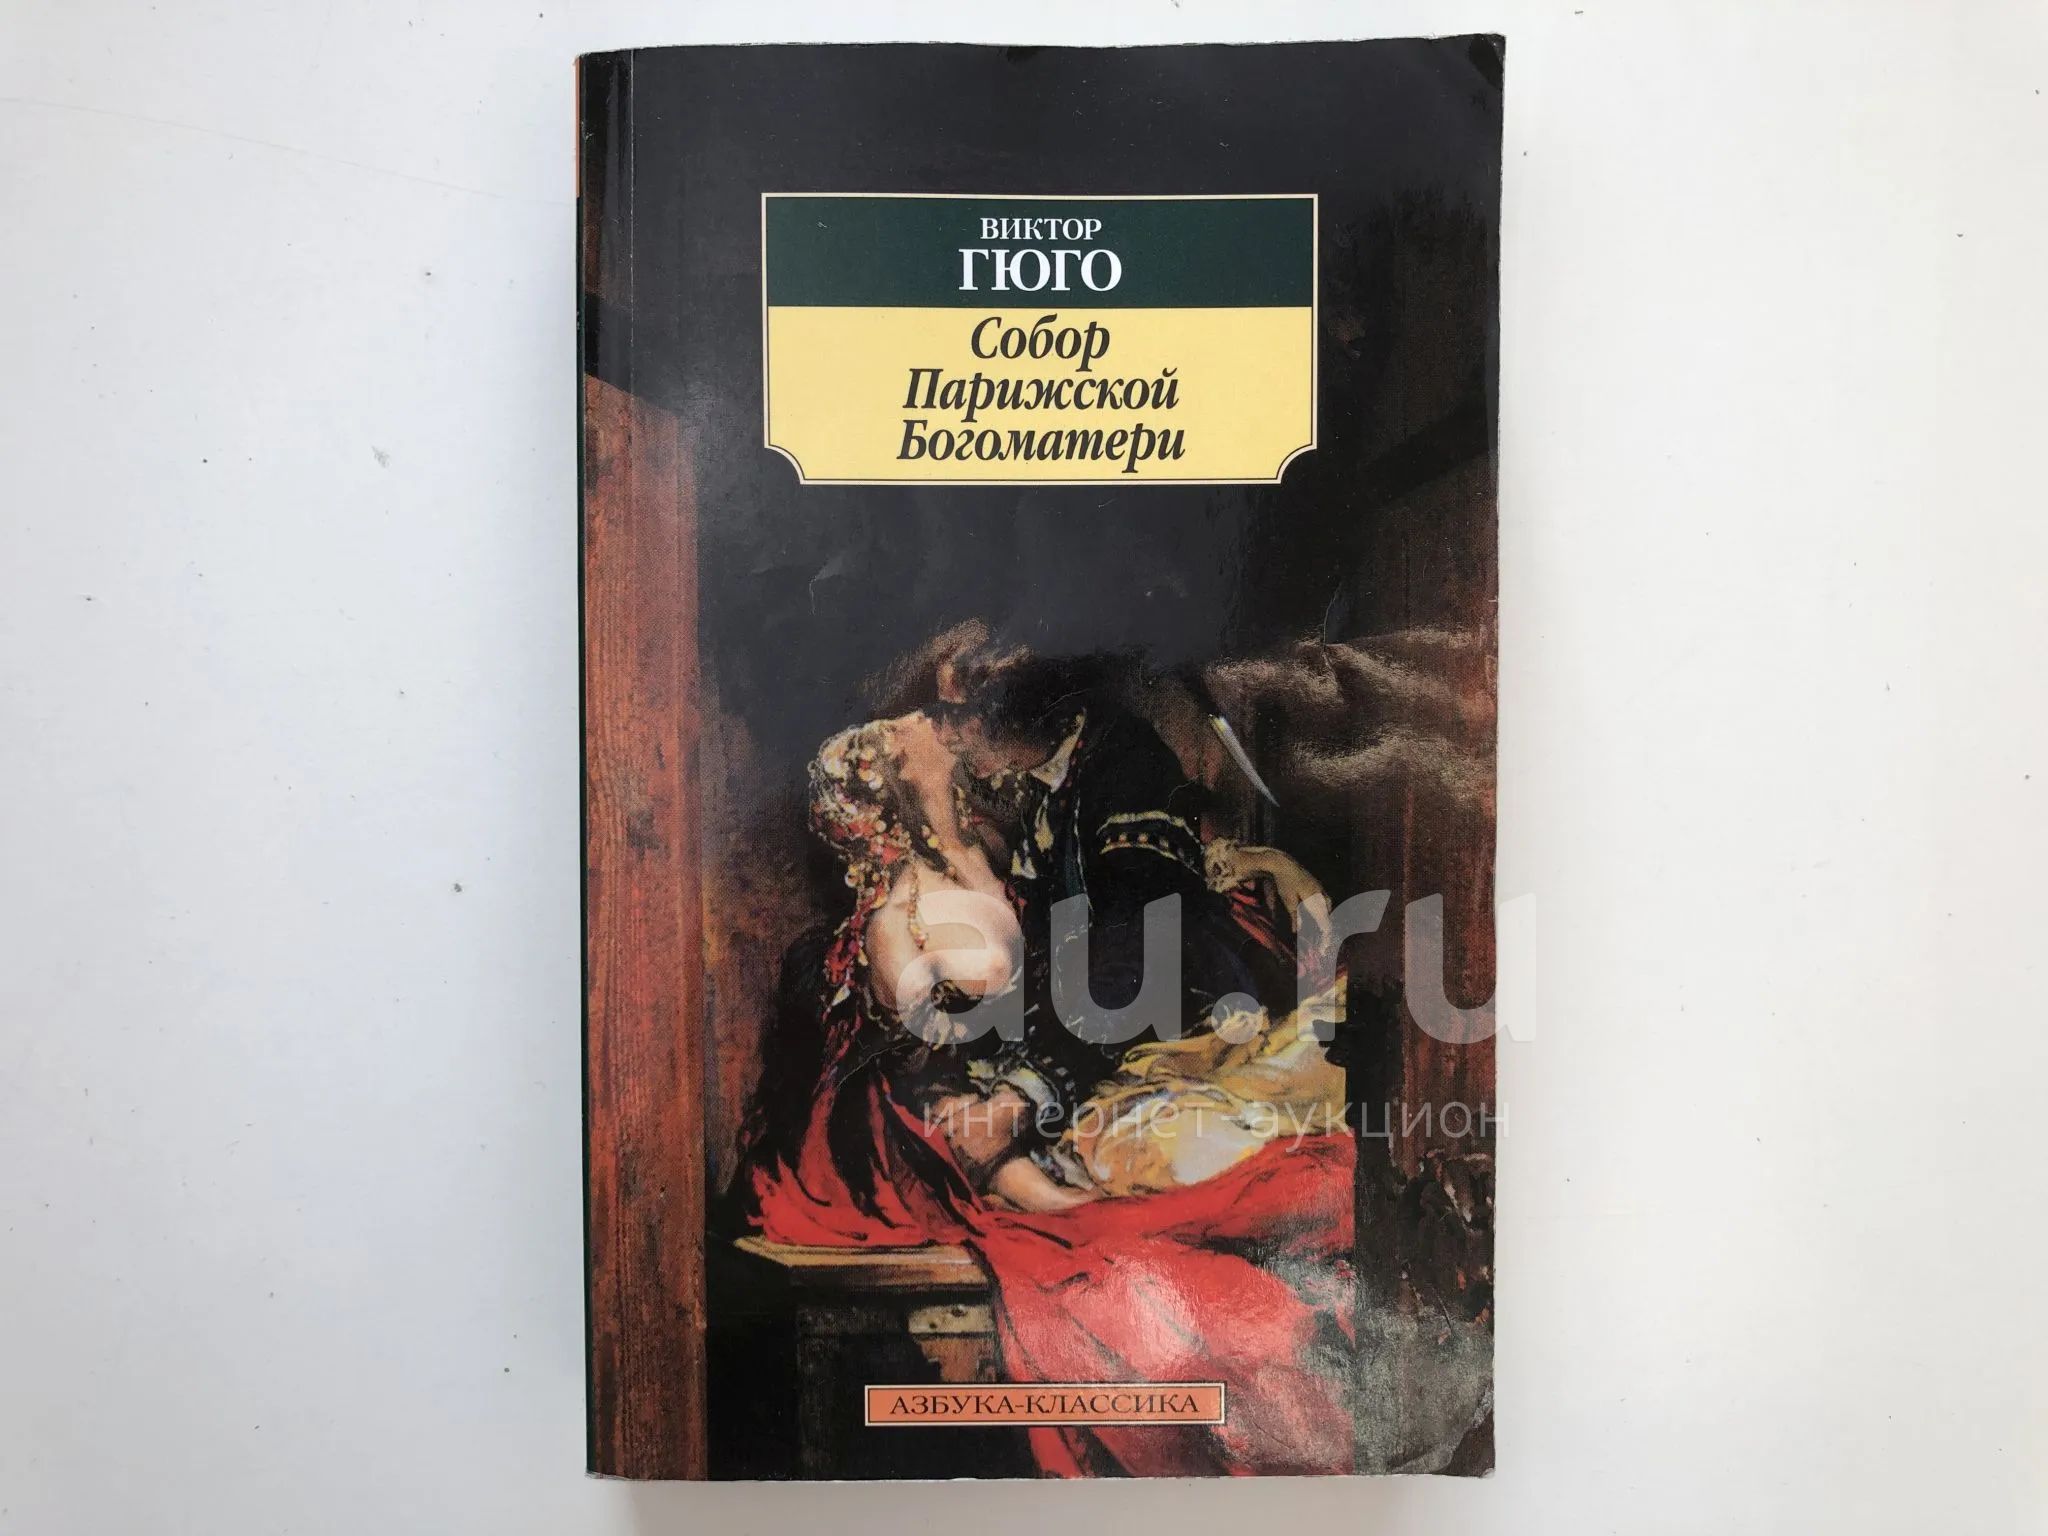 ВИКТОР
ГЮГО
Собор
Парижской
Богоматери
au.ru
интернет-аукцион
АЗБУКА-КЛАССИКА